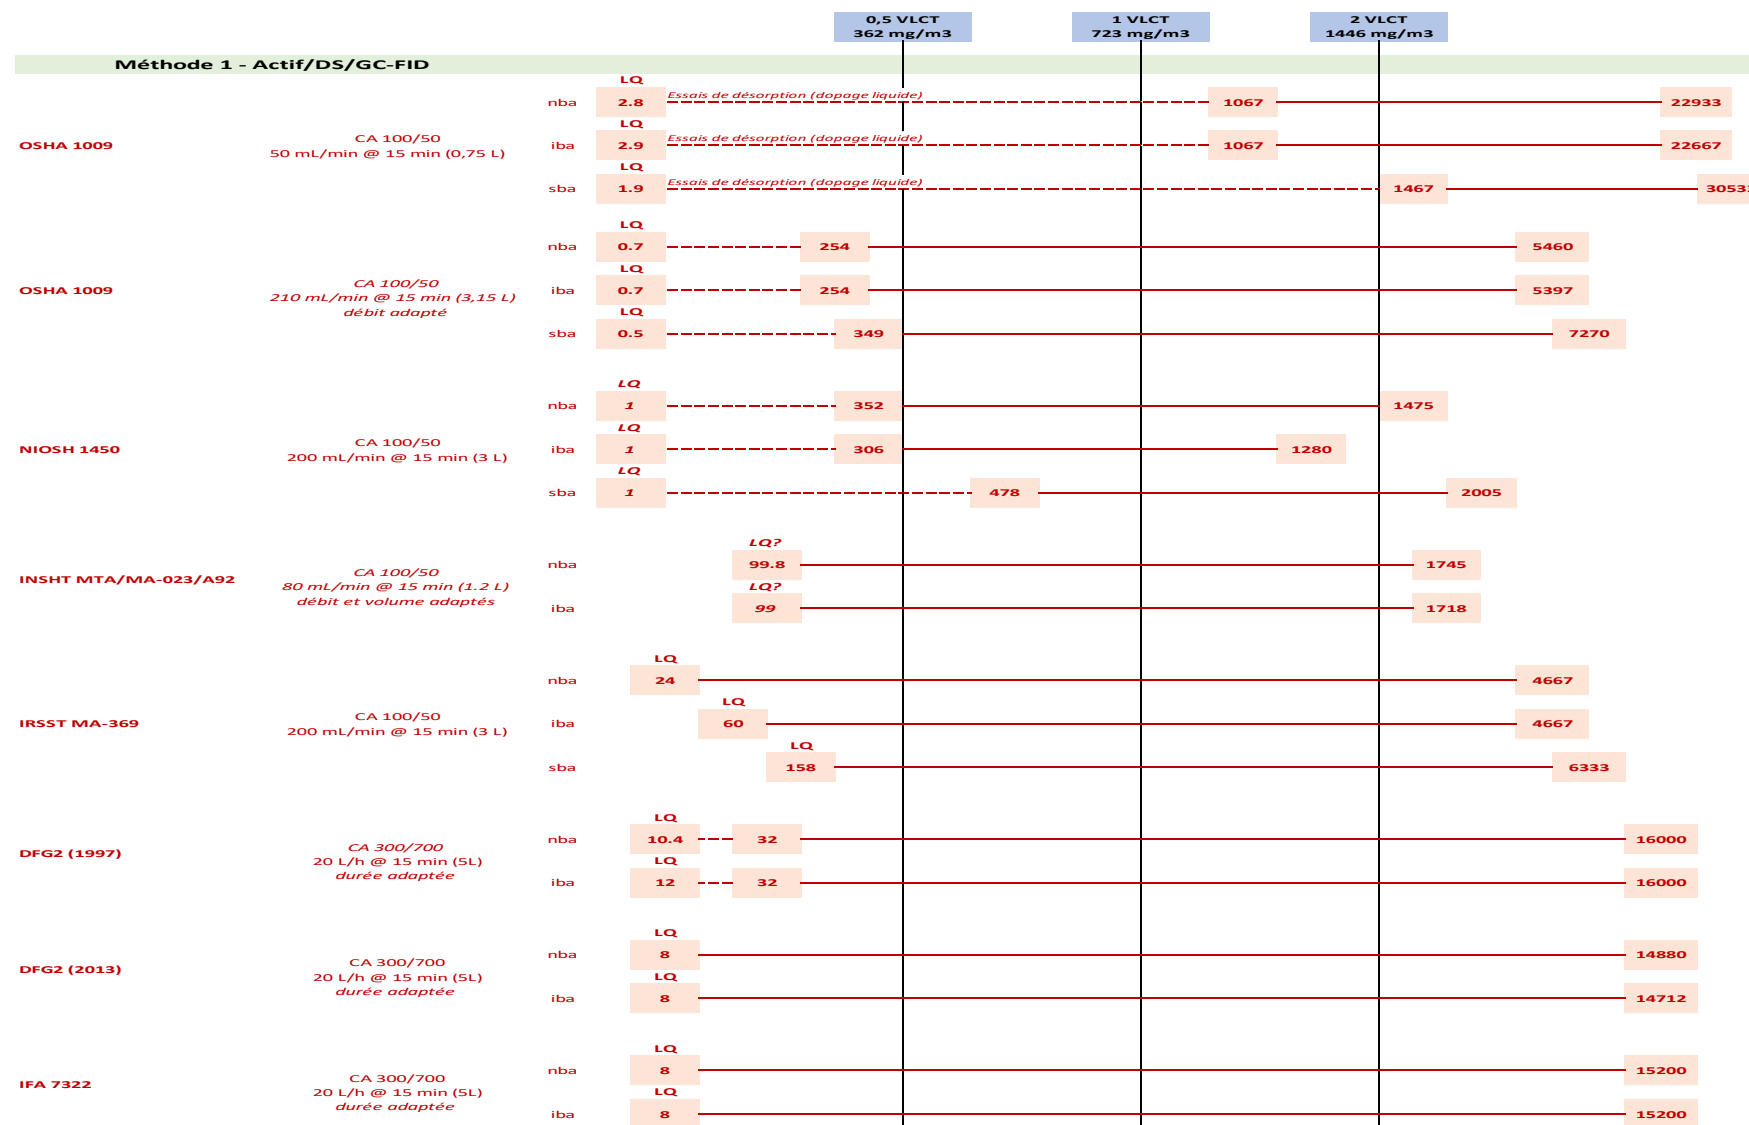 0,5 VLCT
362 mg/m3
1 VLCT
723 mg/m3
2 VLCT
1446 mg/m3
Méthode 1 - Actif/DS/GC-FID
OSHA 1009
CA 100/50
50 mL/min @ 15 min (0,75 L)
LQ
nba 2.8 Essais de désorption (dopage liquide) 1067 22933
LQ
iba 2.9 Essais de désorption (dopage liquide) 1067 22667
LQ
sba 1.9 Essais de désorption (dopage liquide) 1467
OSHA 1009
CA 100/50
210 mL/min @ 15 min (3,15 L)
débit adapté
LQ
nba 0.7 254 5460
LQ
iba 0.7 254 5397
LQ
sba 0.5 349 7270
NIOSH 1450
CA 100/50
200 mL/min @ 15 min (3 L)
LQ
nba 1 352 1475
LQ
iba 1 306 1280
LQ
sba 1 478 2005
INSHT MTA/MA-023/A92
CA 100/50
80 mL/min @ 15 min (1.2 L)
débit et volume adaptés
LQ?
nba 99.8 1745
LQ?
iba 99 1718
IRSST MA-369
CA 100/50
200 mL/min @ 15 min (3 L)
LQ
nba 24 4667
LQ
iba 60 4667
LQ
sba 158 6333
DFG2 (1997)
CA 300/700
20 L/h @ 15 min (5L)
durée adaptée
LQ
nba 10.4 32 16000
LQ
iba 12 32 16000
DFG2 (2013)
CA 300/700
20 L/h @ 15 min (5L)
durée adaptée
LQ
nba 8 14880
LQ
iba 8 14712
IFA 7322
CA 300/700
20 L/h @ 15 min (5L)
durée adaptée
LQ
nba 8 15200
LQ
iba 8 15200